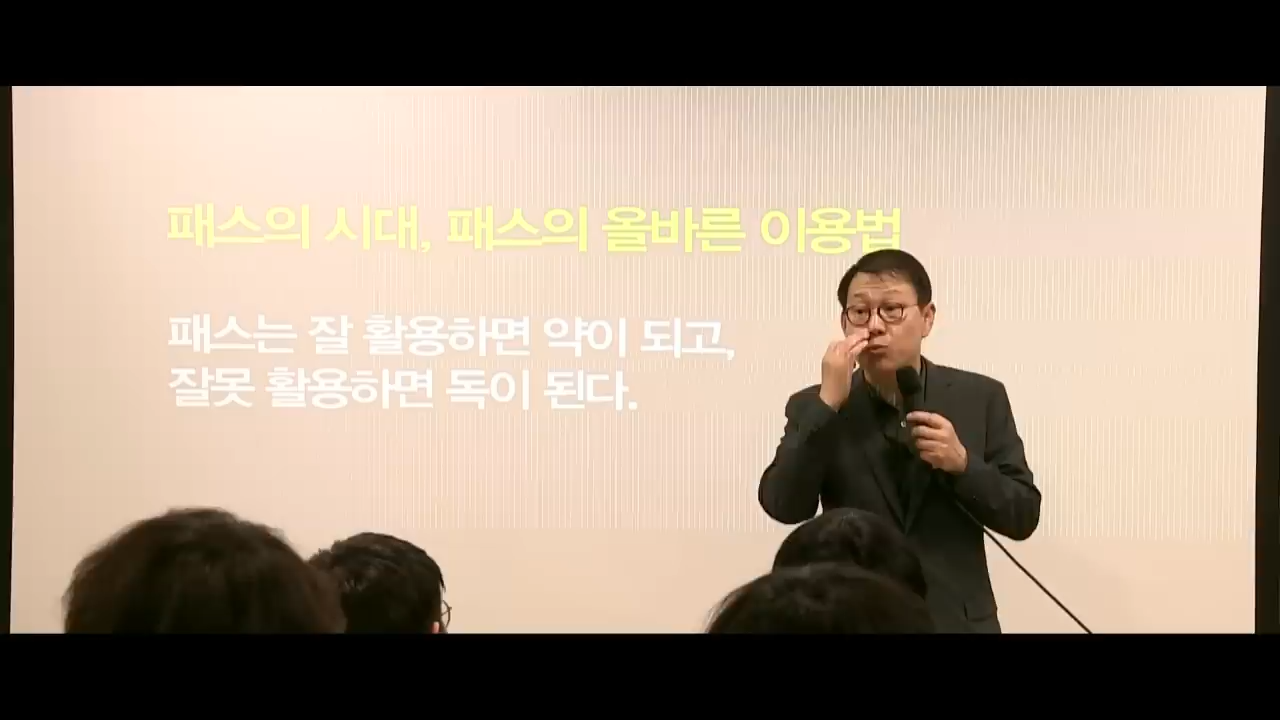 패스의 시대, 패스의 올바른 이용법
패스는 잘 활용하면 약이 되고,
잘못 활용하면 독이 된다.